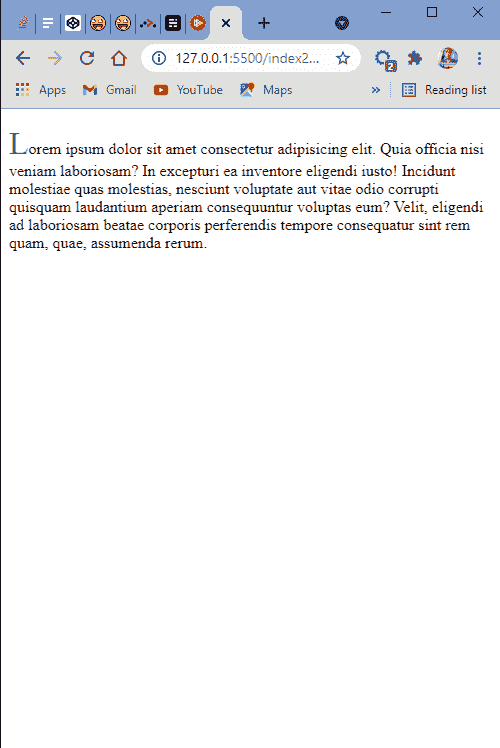 127.0.0.1:5500/index2...
2
Apps Gmail YouTube Maps » Reading list
Lorem ipsum dolor sit amet consectetur adipisicing elit. Quia officia nisi
veniam laboriosam? In excepturi ea inventore eligendi iusto! Incidunt
molestiae quas molestias, nesciunt voluptate aut vitae odio corrupti
quisquam laudantium aperiam consequuntur voluptas eum? Velit, eligendi
ad laboriosam beatae corporis perferendis tempore consequatur sint rem
quam, quae, assumenda rerum.